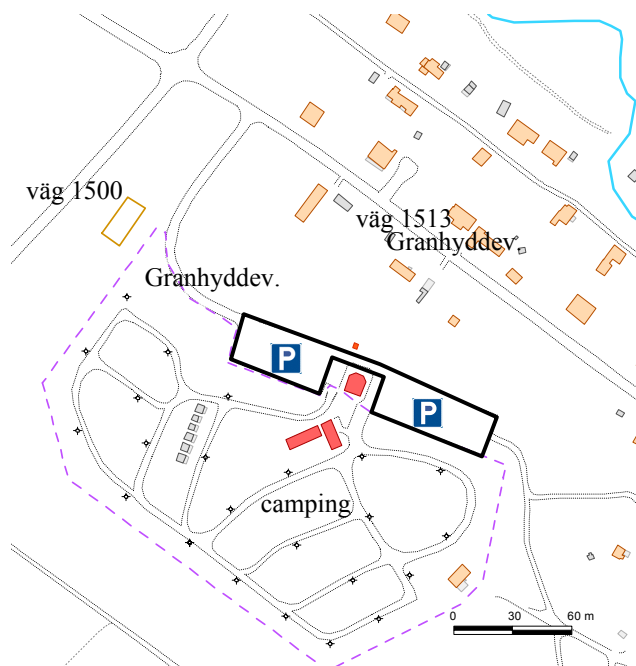 väg 1500
väg 1513
Granhyddev.
Granhyddev.
P
P
camping
0 30 60 m